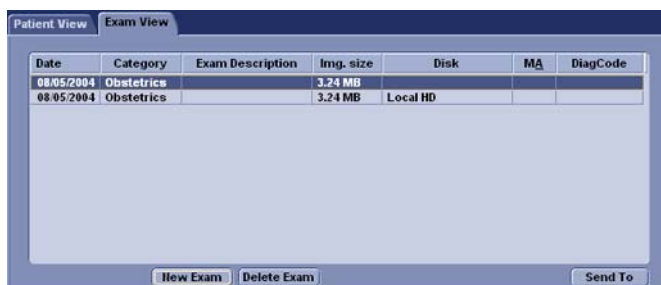 Patient View Exam View
Date Category Exam Description Img. size Disk MA DiagCode
08/05/2004 Obstetrics 3.24 MB
08/05/2004 Obstetrics 3.24 MB Local HD
New Exam Delete Exam Send To